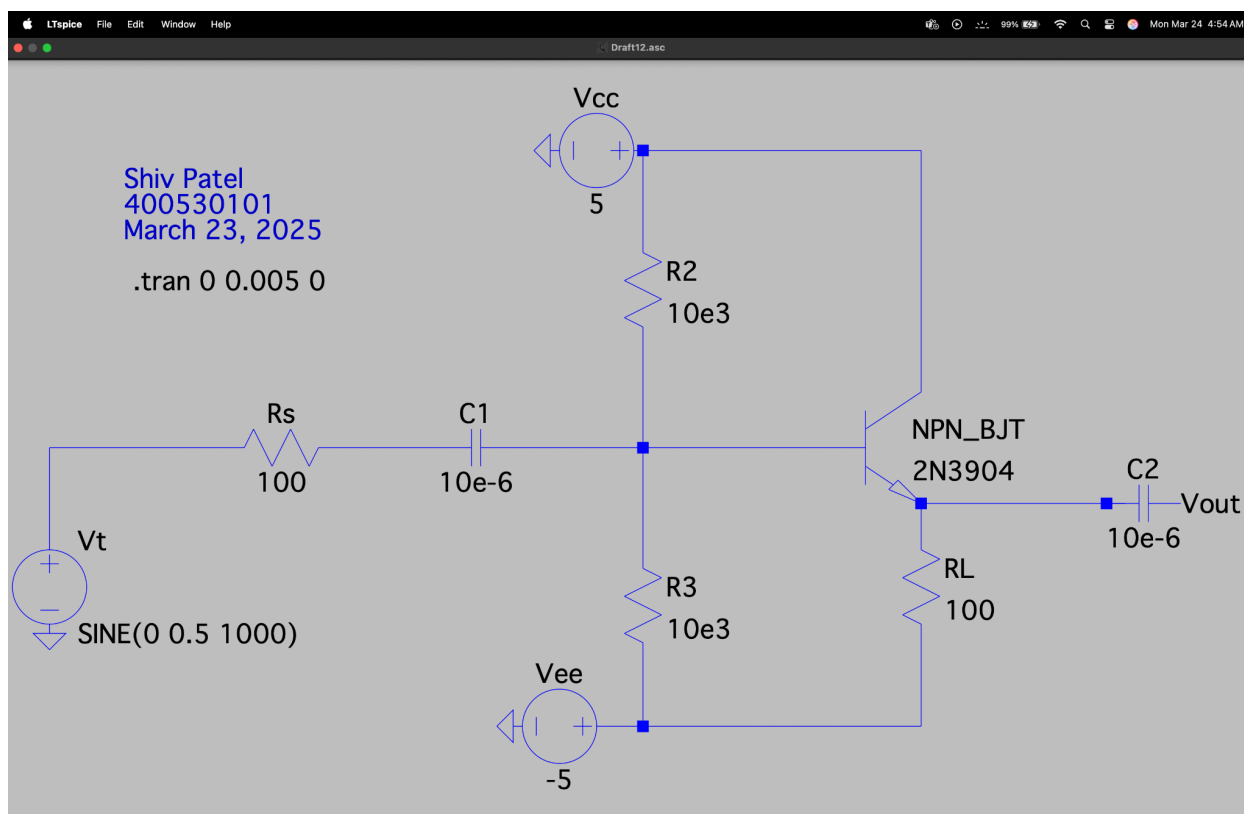 LTspice File Edit Window Help 99% Mon Mar 24 4:54 AM
Draft12.asc
Vcc
5
Shiv Patel
400530101
March 23, 2025
.tran 0 0.005 0
R2
10e3
Rs
100
C1
10e-6
NPN_BJT
2N3904
C2
10e-6
Vout
Vt
SINE(0 0.5 1000)
R3
10e3
RL
100
Vee
-5